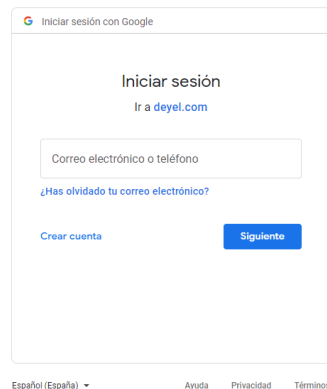 Iniciar sesión con Google
Iniciar sesión
Ir a deyel.com
Correo electrónico o teléfono
¿Has olvidado tu correo electrónico?
Crear cuenta
Siguiente
Español (España)
Ayuda
Privacidad
Términos